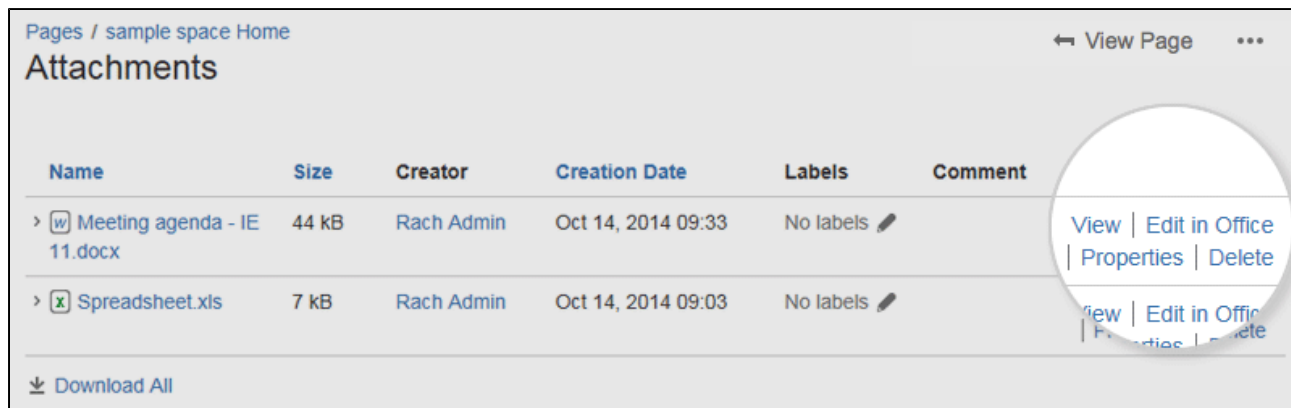 Pages / sample space Home
View Page
Attachments
Name Size Creator Creation Date Labels Comment
Meeting agenda - IE 44 kB Rach Admin Oct 14, 2014 09:33 No labels View | Edit in Office
11.docx | Properties | Delete
Spreadsheet.xls 7 kB Rach Admin Oct 14, 2014 09:03 No labels | Edit in
Download All